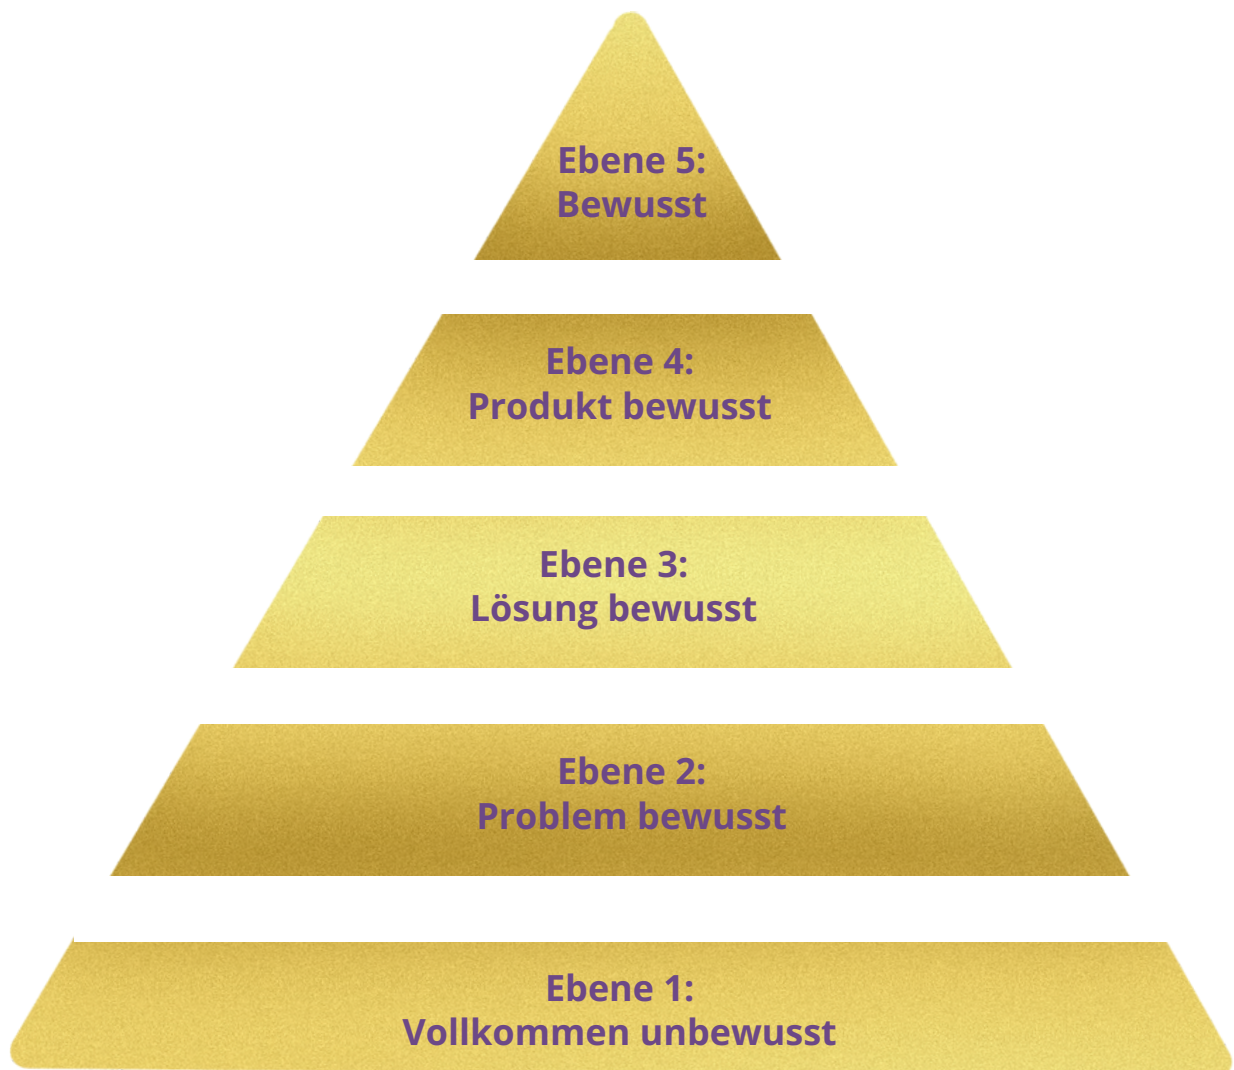 Ebene 5:
Bewusst
Ebene 4:
Produkt bewusst
Ebene 3:
Lösung bewusst
Ebene 2:
Problem bewusst
Ebene 1:
Vollkommen unbewusst